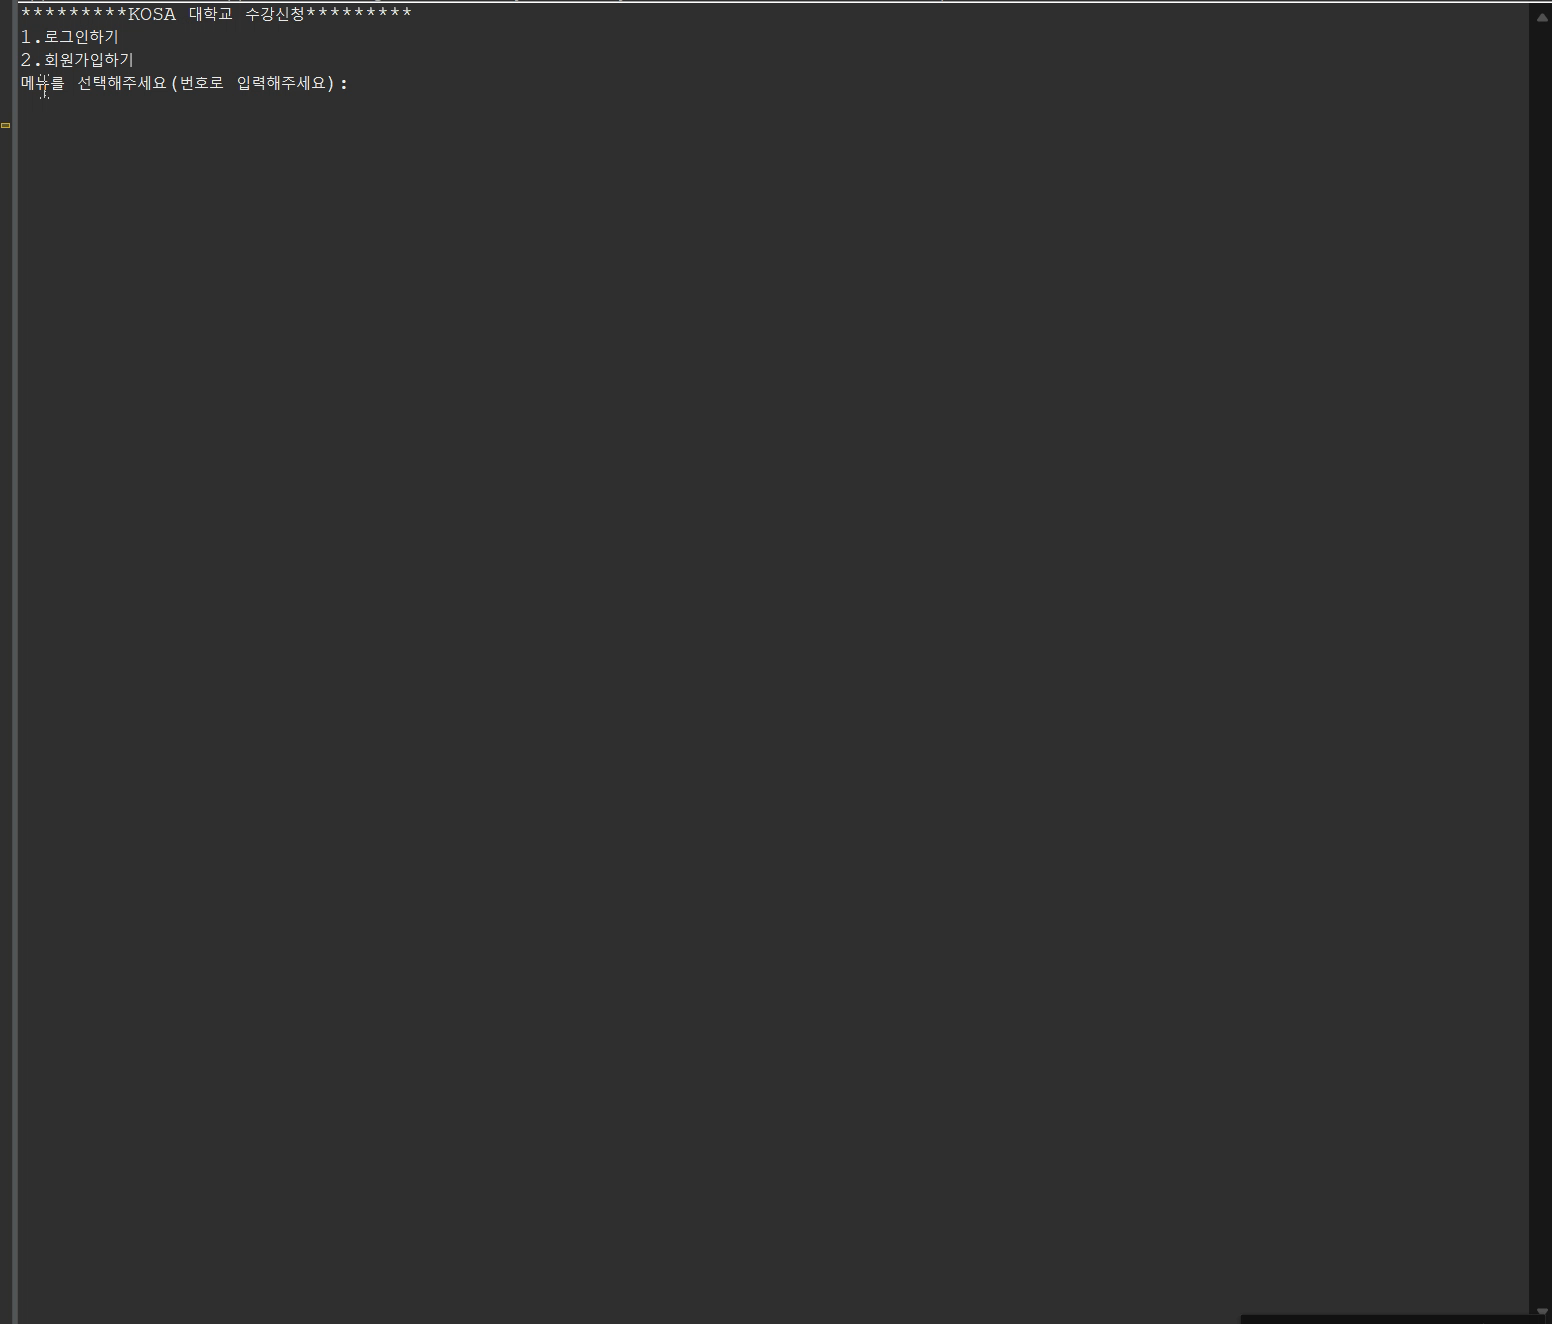 *********KOSA 대학교 수강신청*********
1.로그인하기
2.회원가입하기
메뉴를 선택해주세요(번호로 입력해주세요) :